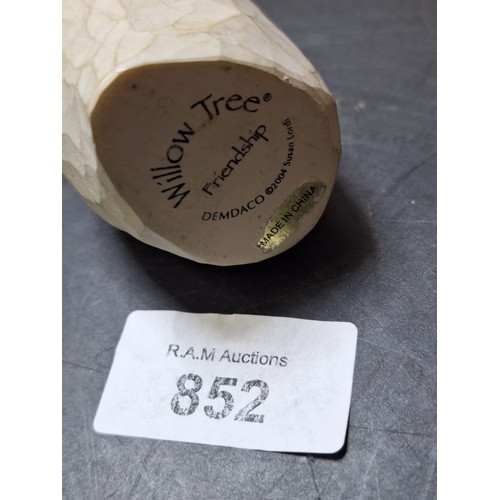 Willow Tree®
Friendship
DEMDACO ©2004 Susan Lordi
MADE IN CHINA
R.A.M Auctions
852